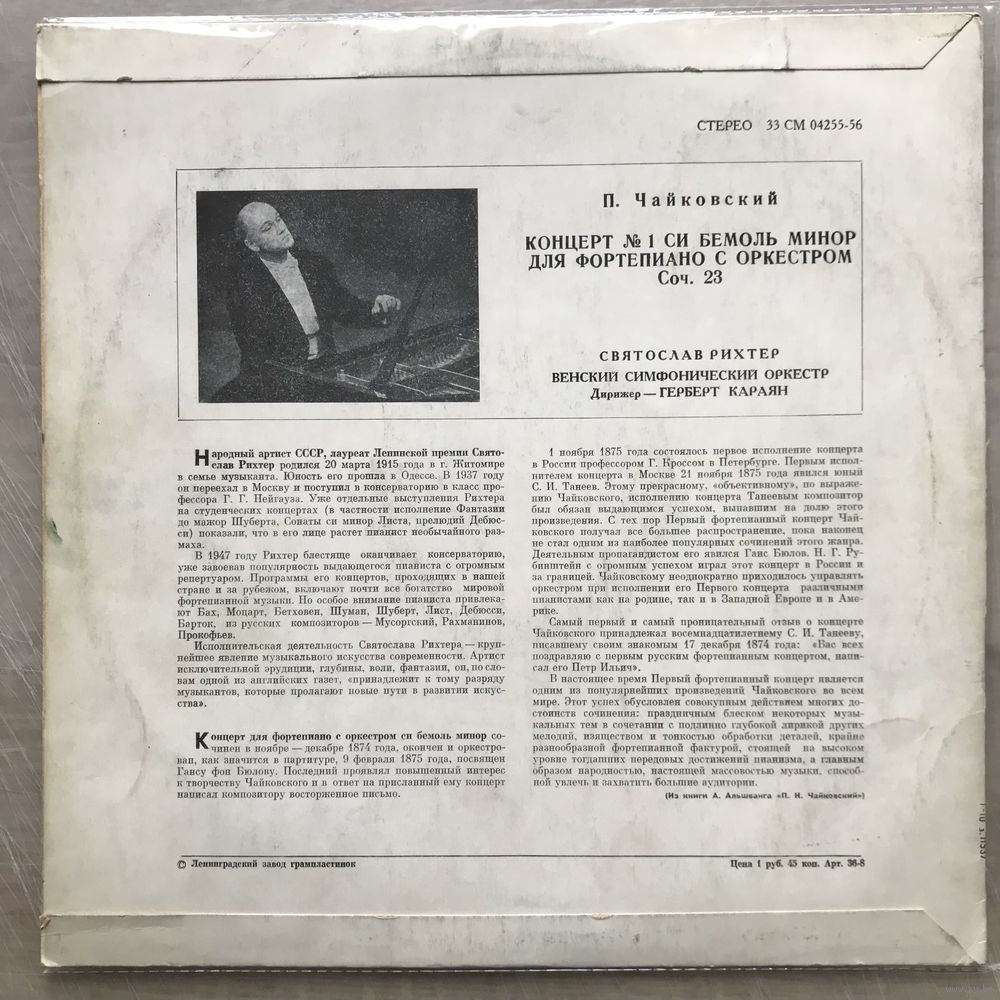 СТЕРЕО 33 СМ 04255-56
П. Чайковский
КОНЦЕРТ № 1 СИ БЕМОЛЬ МИНОР
ДЛЯ ФОРТЕПИАНО С ОРКЕСТРОМ
Соч. 23
СВЯТОСЛАВ РИХТЕР
ВЕНСКИЙ СИМФОНИЧЕСКИЙ ОРКЕСТР
Дирижер — ГЕРБЕРТ КАРАЯН
Народный артист СССР, лауреат Ленинской премии Свято-
слав Рихтер родился 20 марта 1915 года в г. Житомире
в семье музыканта. Юность его прошла в Одессе. В 1937 году
он переехал в Москву и поступил в консерваторию в класс про-
фессора Г. Г. Нейгауза. Уже отдельные выступления Рихтера
на студенческих концертах (в частности исполнение Фантазии
до мажор Шуберта, Сонаты си минор Листа, прелюдий Дебюс-
си) показали, что в его лице растет пианист необычайного раз-
маха.
В 1947 году Рихтер блестяще оканчивает консерваторию,
уже завоевав популярность выдающегося пианиста с огромным
репертуаром. Программы его концертов, проходящих в нашей
стране и за рубежом, включают почти все богатство мировой
фортепианной музыки. Но особое внимание пианиста привлека-
ют Бах, Моцарт, Бетховен, Шуман, Шуберт, Лист, Дебюсси,
Барток, из русских композиторов — Мусоргский, Рахманинов,
Прокофьев.
Исполнительская деятельность Святослава Рихтера — круп-
нейшее явление музыкального искусства современности. Артист
исключительной эрудиции, глубины, воли, фантазии, он, по сло-
вам одной из английских газет, «принадлежит к тому разряду
музыкантов, которые пролагают новые пути в развитии искус-
ства».
Концерт для фортепиано с оркестром си бемоль минор со-
чинен в ноябре — декабре 1874 года, окончен и оркестро-
ван, как значится в партитуре, 9 февраля 1875 года, посвящен
Гансу фон Бюлову. Последний проявлял повышенный интерес
к творчеству Чайковского и в ответ на присланный ему концерт
написал композитору восторженное письмо.
1 ноября 1875 года состоялось первое исполнение концерта
в России профессором Г. Кроссом в Петербурге. Первым испол-
нителем концерта в Москве 21 ноября 1875 года явился юный
С. И. Танеев. Этому прекрасному, «объективному», по выраже-
нию Чайковского, исполнению концерта Танеевым композитор
был обязан выдающимся успехом, выпавшим на долю этого
произведения. С тех пор Первый фортепианный концерт Чай-
ковского получал все большее распространение, пока наконец
не стал одним из наиболее популярных сочинений этого жанра.
Деятельным пропагандистом его явился Ганс Бюлов. Н. Г. Ру-
бинштейн с огромным успехом играл этот концерт в России и
за границей. Чайковскому неоднократно приходилось управлять
оркестром при исполнении его Первого концерта различными
пианистами как на родине, так и в Западной Европе и в Аме-
рике.
Самый первый и самый проницательный отзыв о концерте
Чайковского принадлежал восемнадцатилетнему С. И. Танееву,
писавшему своим знакомым 17 декабря 1874 года: «Вас всех
поздравляю с первым русским фортепианным концертом, напи-
сал его Петр Ильич».
В настоящее время Первый фортепианный концерт является
одним из популярнейших произведений Чайковского во всем
мире. Этот успех обусловлен совокупным действием многих до-
стоинств сочинения: праздничным блеском некоторых музы-
кальных тем в сочетании с подлинно глубокой лирикой других
мелодий, изяществом и тонкостью обработки деталей, крайне
разнообразной фортепианной фактурой, стоящей на высоком
уровне тогдашних передовых достижений пианизма, а главным
образом народностью, настоящей массовостью музыки, способ-
ной увлечь и захватить большие аудитории.
(Из книги А. Альшванга «П. И. Чайковский»)
© Ленинградский завод грампластинок
Цена 1 руб. 45 коп. Арт. 36-8